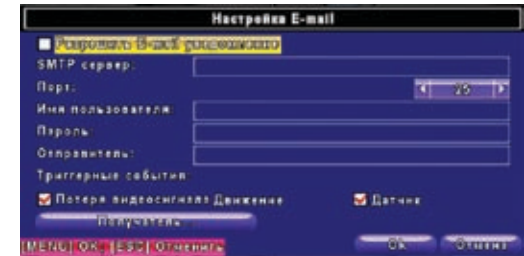 Настройка E-mail
Разрешить E-mail уведомление
SMTP сервер:
Порт: 25
Имя пользователя:
Пароль:
Отправитель:
Триггерные события:
Потеря видеосигнала Движение Датчик
Получатель
[MENU] OK, [ESC] Отменить Ok Отмена